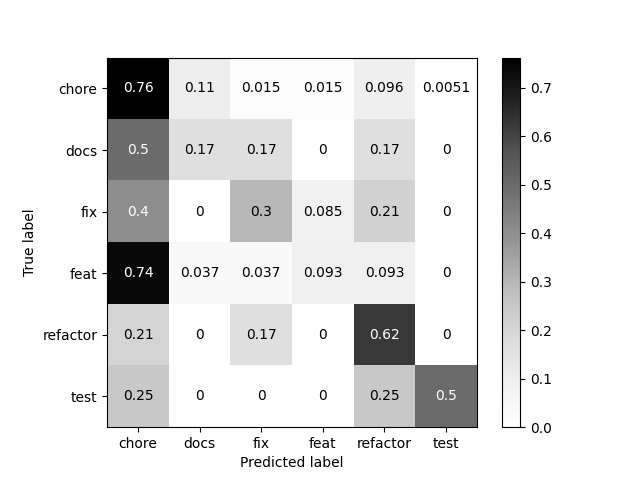 chore 0.76 0.11 0.015 0.015 0.096 0.0051
docs 0.5 0.17 0.17 0 0.17 0
fix 0.4 0 0.3 0.085 0.21 0
feat 0.74 0.037 0.037 0.093 0.093 0
refactor 0.21 0 0.17 0 0.62 0
test 0.25 0 0 0 0.25 0.5
chore docs fix feat refactor test
Predicted label
True label
0.7
0.6
0.5
0.4
0.3
0.2
0.1
0.0